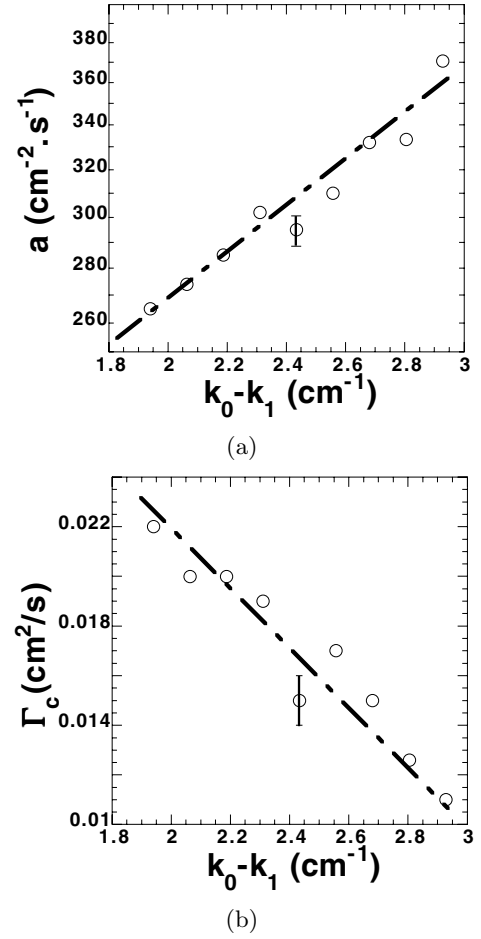 380
360
340
320
300
280
260
a (cm⁻².s⁻¹)
1.8 2 2.2 2.4 2.6 2.8 3
k₀-k₁ (cm⁻¹)
(a)
0.022
0.018
0.014
0.01
Γ_c (cm²/s)
1.8 2 2.2 2.4 2.6 2.8 3
k₀-k₁ (cm⁻¹)
(b)